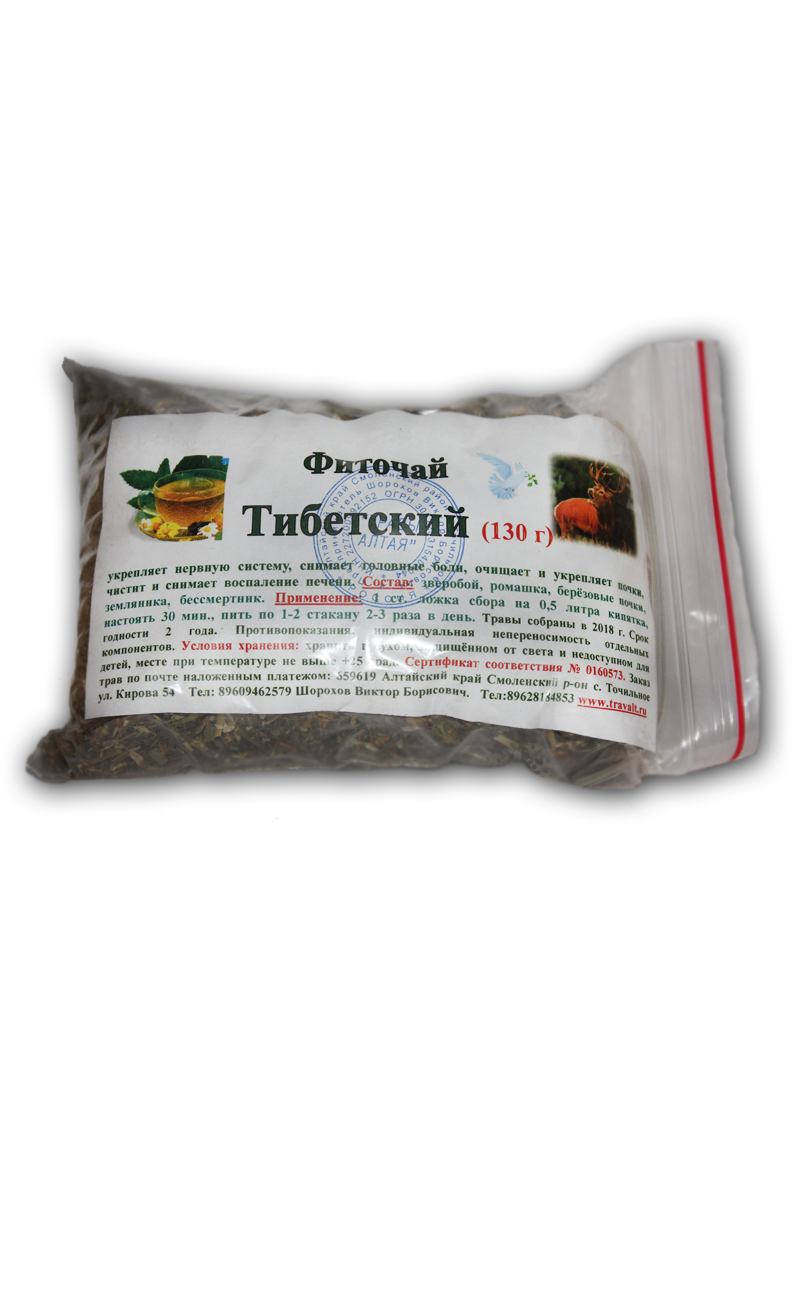 Фиточай
Тибетский (130 г)
укрепляет нервную систему, снимает головные боли, очищает и укрепляет почки,
чистит и снимает воспаление печени. Состав: зверобой, ромашка, берёзовые почки,
земляника, бессмертник. Применение: 1 ст. ложка сбора на 0,5 литра кипятка,
настоять 30 мин., пить по 1-2 стакану 2-3 раза в день. Травы собраны в 2018 г. Срок
годности 2 года. Противопоказания: индивидуальная непереносимость отдельных
компонентов. Условия хранения: хранить в сухом, защищённом от света и недоступном для
детей, месте при температуре не выше +25 град. Сертификат соответствия № 0160573. Заказ
трав по почте наложенным платежом: 659619 Алтайский край Смоленский р-он с. Точильное
ул. Кирова 54 Тел: 89609462579 Шорохов Виктор Борисович. Тел:89628184853 www.travalt.ru
АЛТАЯ"